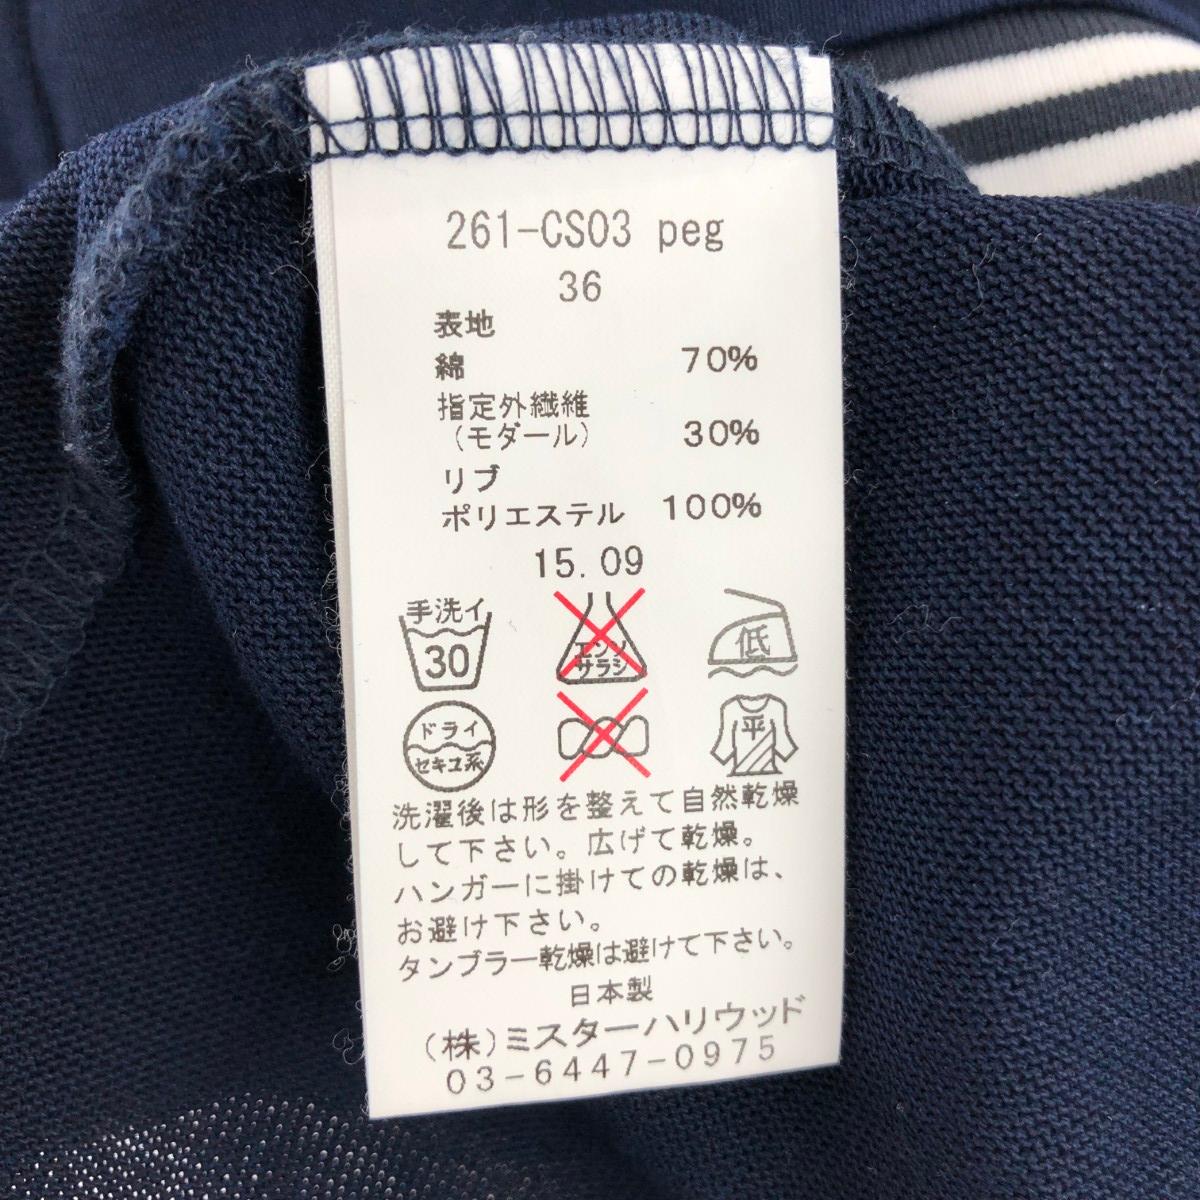 261-CS03 peg
36
表地
綿 70%
指定外繊維
(モダール) 30%
リブ
ポリエステル 100%
15.09
手洗イ
30
エンソ
サラシ
低
ドライ
セキユ系
平
洗濯後は形を整えて自然乾燥
して下さい。広げて乾燥。
ハンガーに掛けての乾燥は、
お避け下さい。
タンブラー乾燥は避けて下さい。
日本製
(株)ミスターハリウッド
03-6447-0975